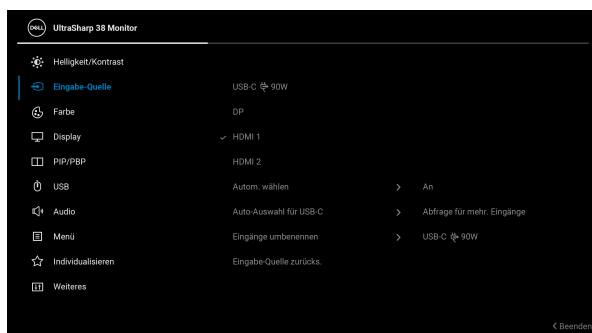 DELL UltraSharp 38 Monitor
Helligkeit/Kontrast
Eingabe-Quelle USB-C 90W
Farbe DP
Display HDMI 1
PIP/PBP HDMI 2
USB Autom. wählen An
Audio Auto-Auswahl für USB-C Abfrage für mehr. Eingänge
Menü Eingänge umbenennen USB-C 90W
Individualisieren Eingabe-Quelle zurücks.
Weiteres
Beenden